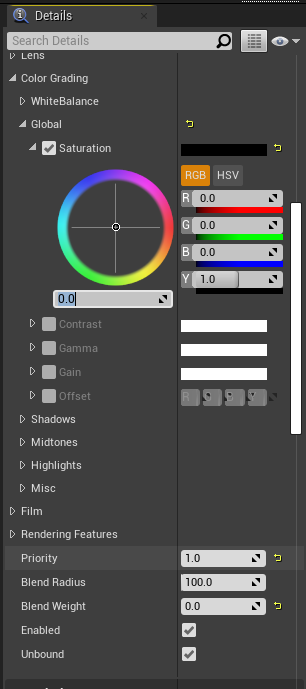 Details
Search Details
Lens
Color Grading
WhiteBalance
Global
Saturation
RGB HSV
R 0.0
G 0.0
B 0.0
Y 1.0
0.0
Contrast
Gamma
Gain
Offset R
Shadows
Midtones
Highlights
Misc
Film
Rendering Features
Priority 1.0
Blend Radius 100.0
Blend Weight 0.0
Enabled
Unbound